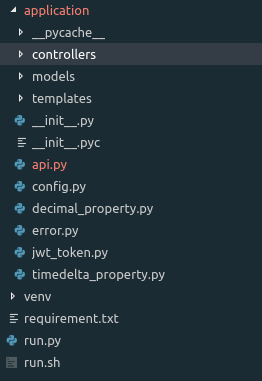 application
__pycache__
controllers
models
templates
__init__.py
__init__.pyc
api.py
config.py
decimal_property.py
error.py
jwt_token.py
timedelta_property.py
venv
requirement.txt
run.py
run.sh